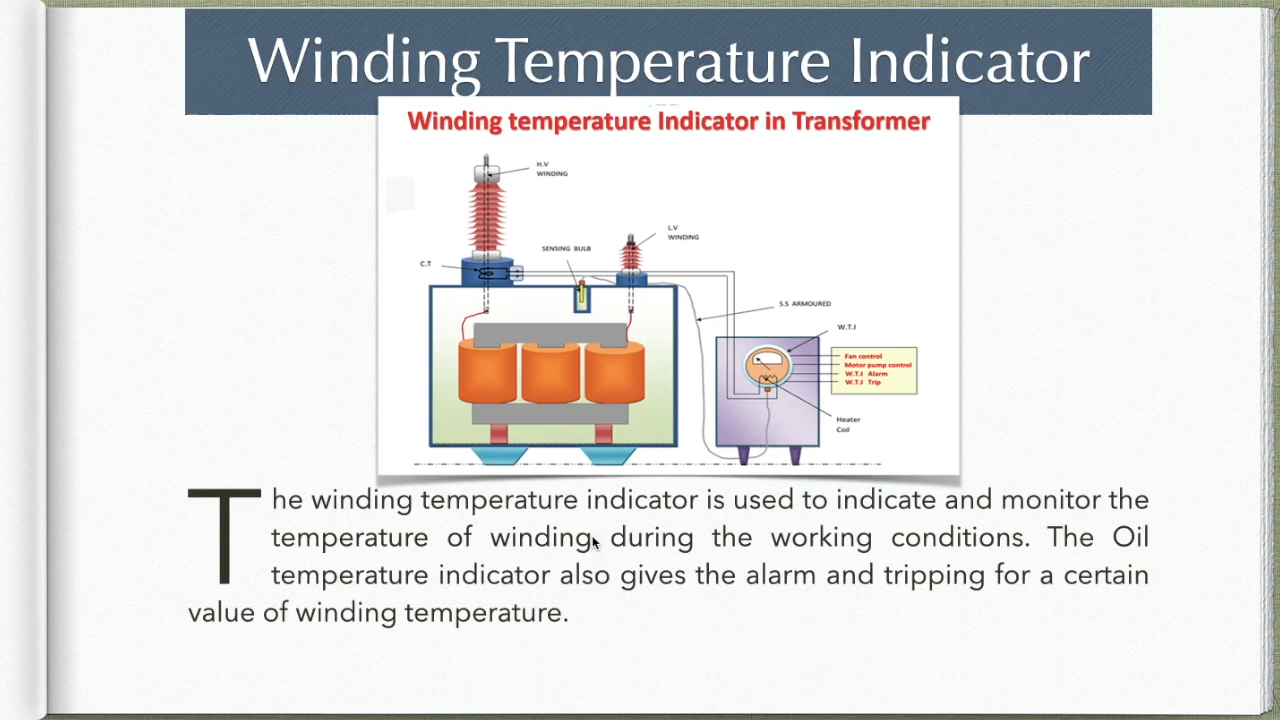 Winding Temperature Indicator
Winding temperature Indicator in Transformer
H.V
WINDING
L.V
WINDING
SENSING BULB
C.T
S.S ARMOURED
W.T.I
Fan control
Motor pump control
W.T.I Alarm
W.T.I Trip
Heater
Coil
The winding temperature indicator is used to indicate and monitor the
temperature of winding during the working conditions. The Oil
temperature indicator also gives the alarm and tripping for a certain
value of winding temperature.